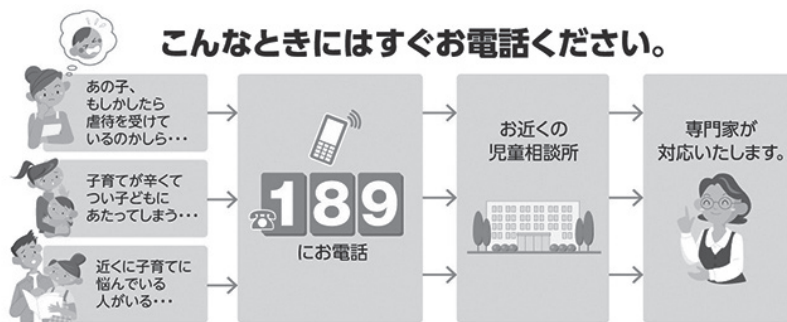 こんなときにはすぐお電話ください。
あの子、
もしかしたら
虐待を受けて
いるのかしら・・・
子育てが辛くて
つい子どもに
あたってしまう・・・
近くに子育てに
悩んでいる
人がいる・・・
189
にお電話
お近くの
児童相談所
専門家が
対応いたします。